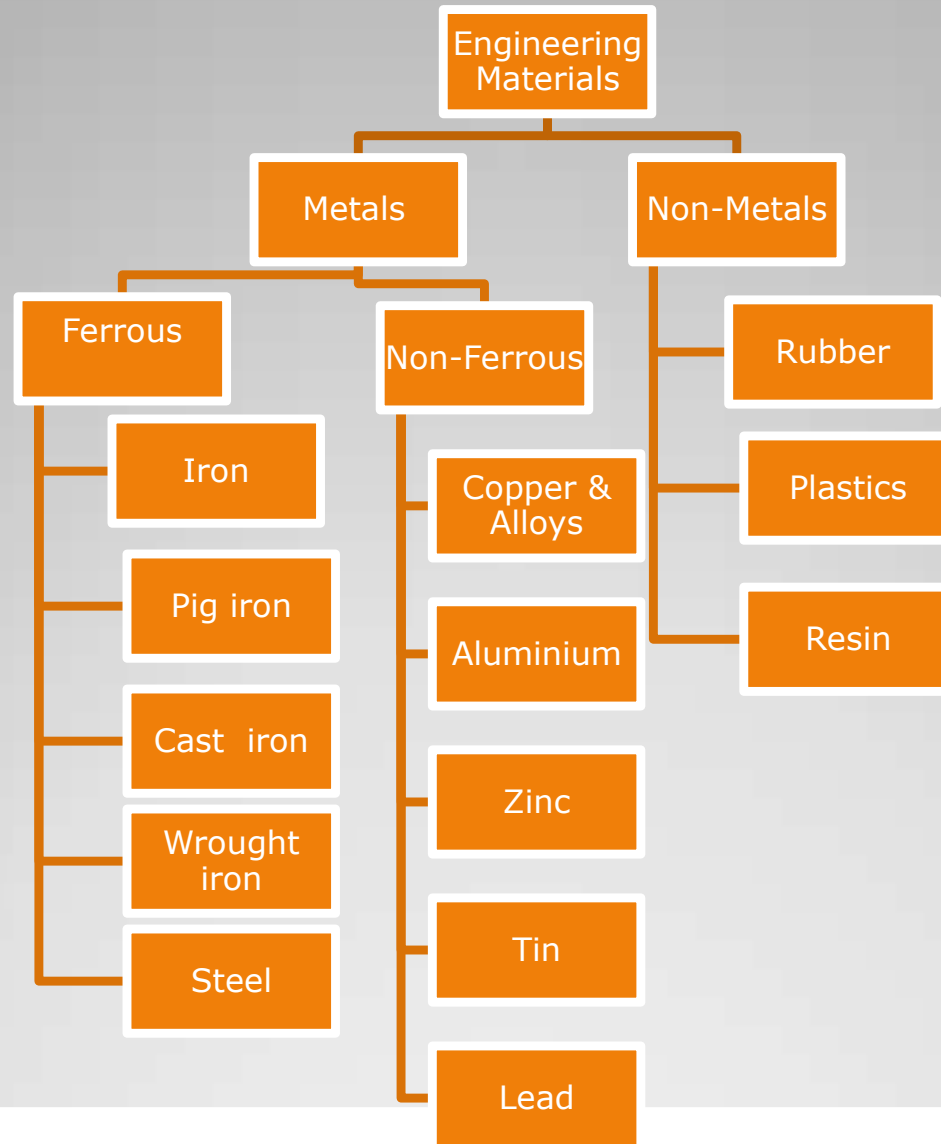 Engineering
Materials
Metals
Non-Metals
Ferrous
Non-Ferrous
Iron
Pig iron
Cast  iron
Wrought
iron
Steel
Copper &
Alloys
Aluminium
Zinc
Tin
Lead
Rubber
Plastics
Resin